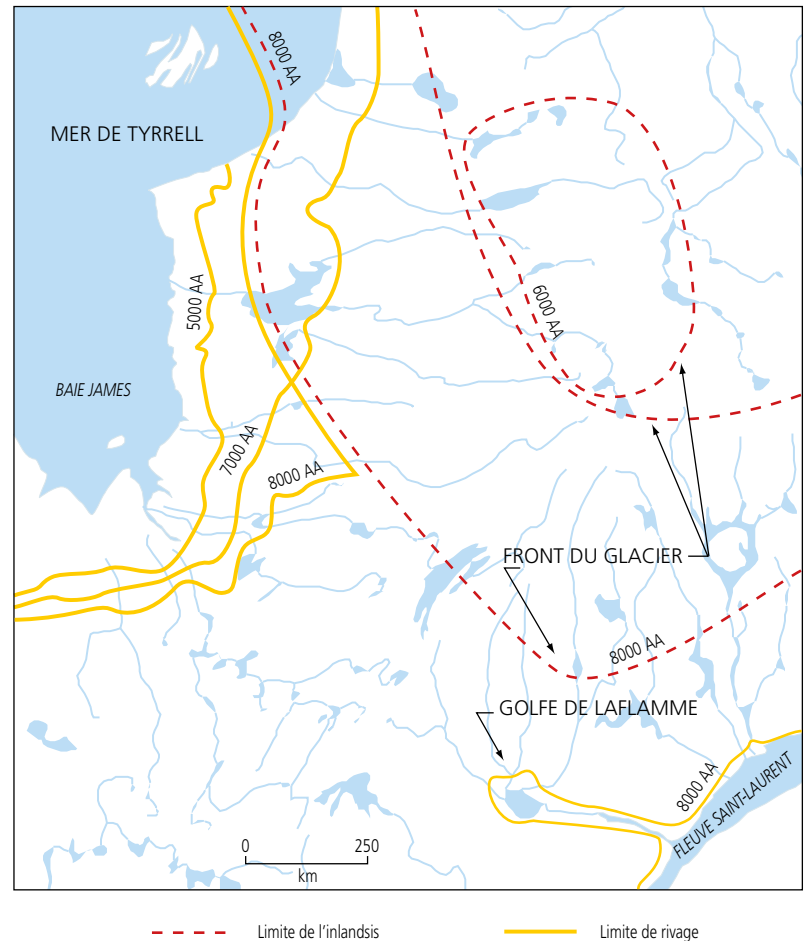 8000 AA
MER DE TYRRELL
5000 AA
6000 AA
BAIE JAMES
7000 AA
8000 AA
FRONT DU GLACIER
8000 AA
GOLFE DE LAFLAMME
8000 AA
FLEUVE SAINT-LAURENT
0 250
km
Limite de l'inlandsis Limite de rivage